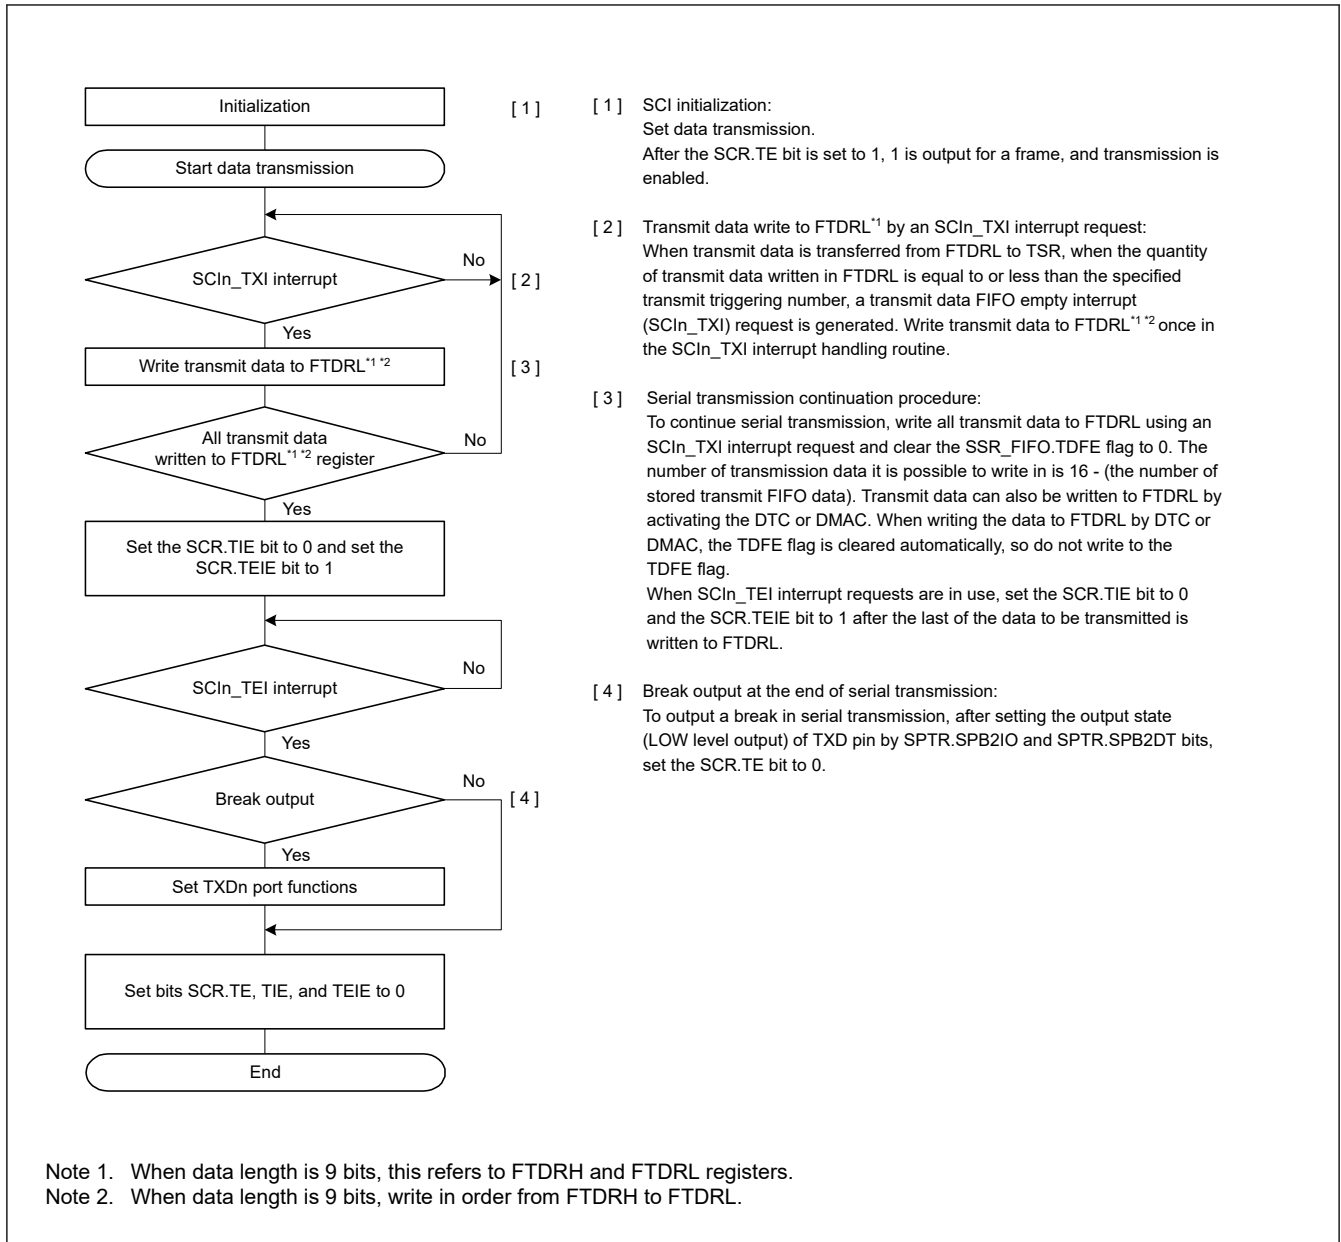 Initialization
[ 1 ]
Start data transmission
SCIn_TXI interrupt
No
[ 2 ]
Yes
Write transmit data to FTDRL*1 *2
[ 3 ]
All transmit data
written to FTDRL*1 *2 register
No
Yes
Set the SCR.TIE bit to 0 and set the
SCR.TEIE bit to 1
SCIn_TEI interrupt
No
Yes
Break output
No
[ 4 ]
Yes
Set TXDn port functions
Set bits SCR.TE, TIE, and TEIE to 0
End
[ 1 ] SCI initialization:
Set data transmission.
After the SCR.TE bit is set to 1, 1 is output for a frame, and transmission is
enabled.
[ 2 ] Transmit data write to FTDRL*1 by an SCIn_TXI interrupt request:
When transmit data is transferred from FTDRL to TSR, when the quantity
of transmit data written in FTDRL is equal to or less than the specified
transmit triggering number, a transmit data FIFO empty interrupt
(SCIn_TXI) request is generated. Write transmit data to FTDRL*1 *2 once in
the SCIn_TXI interrupt handling routine.
[ 3 ] Serial transmission continuation procedure:
To continue serial transmission, write all transmit data to FTDRL using an
SCIn_TXI interrupt request and clear the SSR_FIFO.TDFE flag to 0. The
number of transmission data it is possible to write in is 16 - (the number of
stored transmit FIFO data). Transmit data can also be written to FTDRL by
activating the DTC or DMAC. When writing the data to FTDRL by DTC or
DMAC, the TDFE flag is cleared automatically, so do not write to the
TDFE flag.
When SCIn_TEI interrupt requests are in use, set the SCR.TIE bit to 0
and the SCR.TEIE bit to 1 after the last of the data to be transmitted is
written to FTDRL.
[ 4 ] Break output at the end of serial transmission:
To output a break in serial transmission, after setting the output state
(LOW level output) of TXD pin by SPTR.SPB2IO and SPTR.SPB2DT bits,
set the SCR.TE bit to 0.
Note 1. When data length is 9 bits, this refers to FTDRH and FTDRL registers.
Note 2. When data length is 9 bits, write in order from FTDRH to FTDRL.